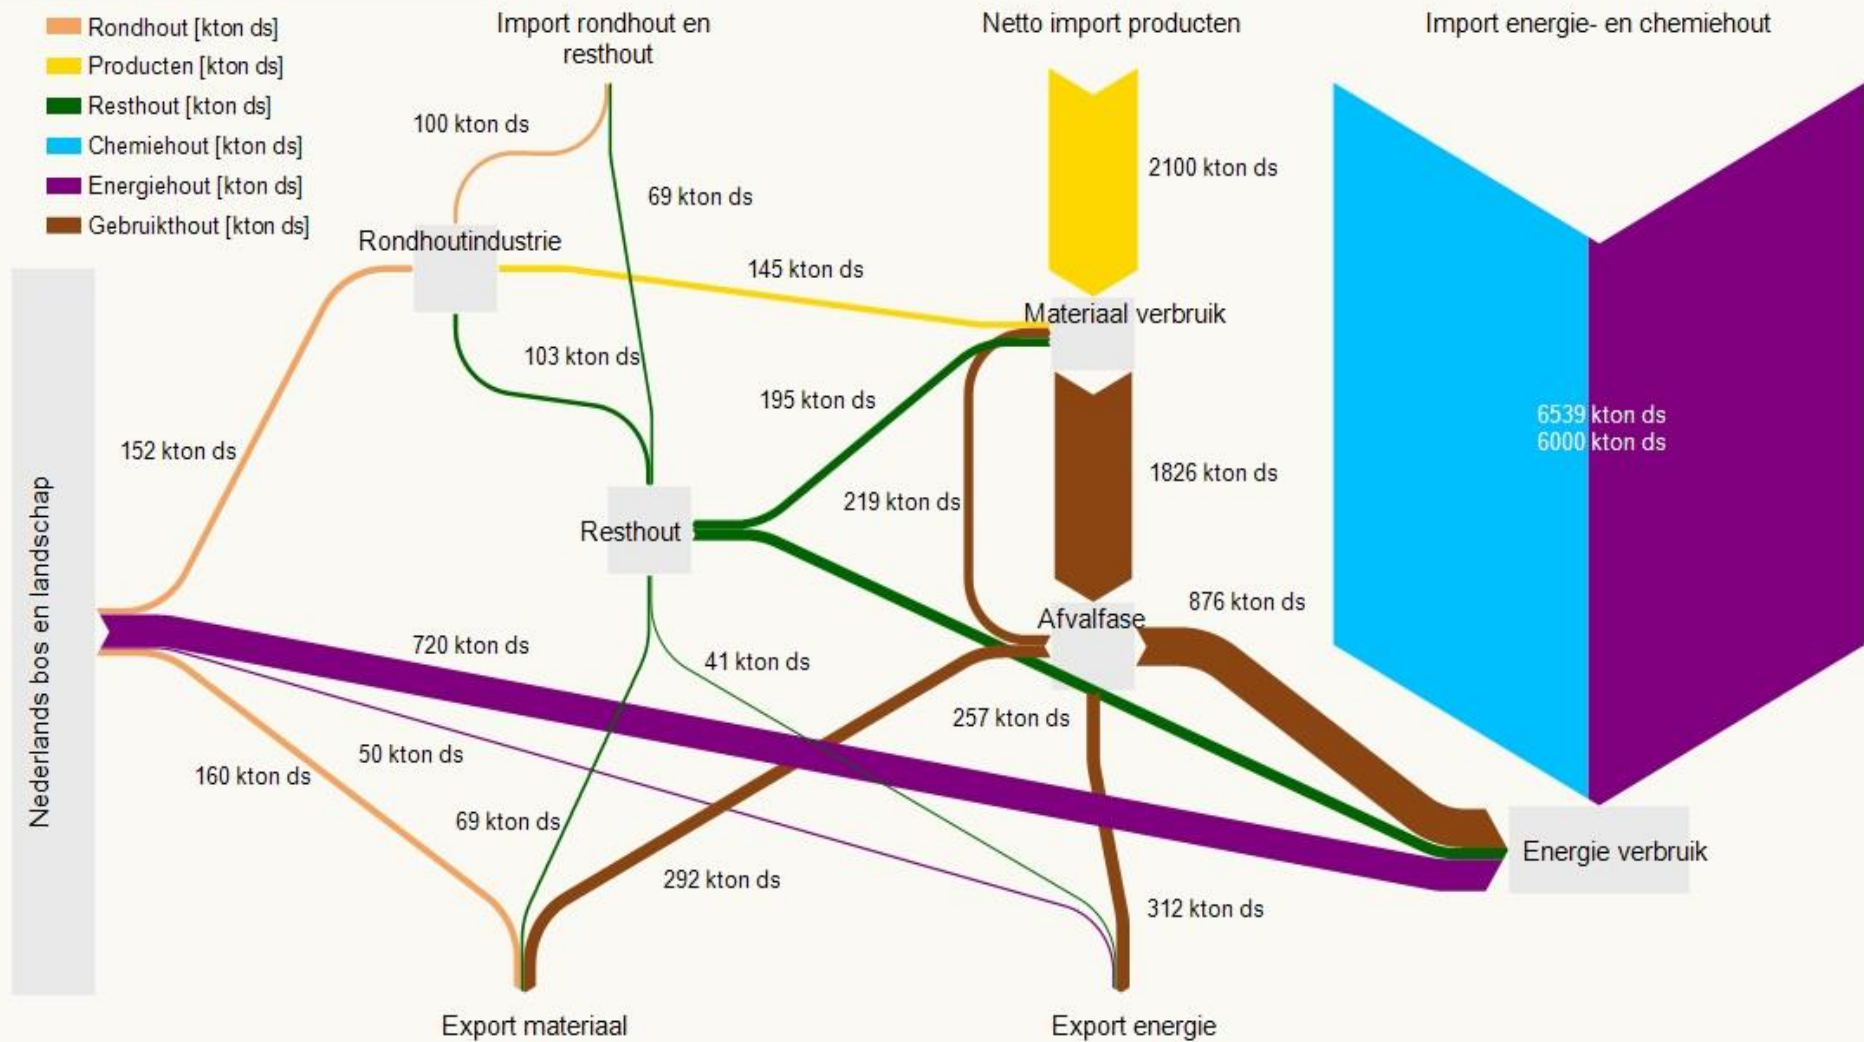 Rondhout [kton ds]
Producten [kton ds]
Resthout [kton ds]
Chemiehout [kton ds]
Energiehout [kton ds]
Gebruikthout [kton ds]
Import rondhout en
resthout
Netto import producten
Import energie- en chemiehout
100 kton ds
69 kton ds
2100 kton ds
Rondhoutindustrie
145 kton ds
Materiaal verbruik
103 kton ds
195 kton ds
6539 kton ds
6000 kton ds
152 kton ds
1826 kton ds
219 kton ds
Resthout
Nederlands bos en landschap
876 kton ds
Afvalfase
720 kton ds
41 kton ds
257 kton ds
50 kton ds
160 kton ds
69 kton ds
Energie verbruik
292 kton ds
312 kton ds
Export materiaal
Export energie